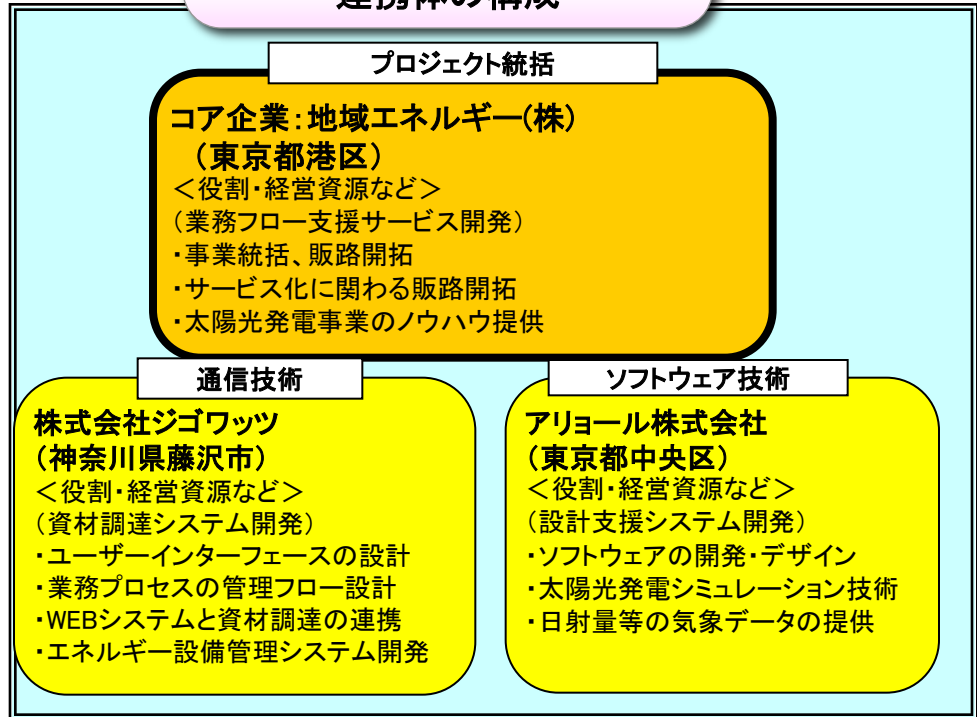 連携体の構成
プロジェクト統括
コア企業：地域エネルギー(株)
（東京都港区）
＜役割・経営資源など＞
（業務フロー支援サービス開発）
・事業統括、販路開拓
・サービス化に関わる販路開拓
・太陽光発電事業のノウハウ提供
通信技術
株式会社ジゴワッツ
（神奈川県藤沢市）
＜役割・経営資源など＞
（資材調達システム開発）
・ユーザーインターフェースの設計
・業務プロセスの管理フロー設計
・WEBシステムと資材調達の連携
・エネルギー設備管理システム開発
ソフトウェア技術
アリョール株式会社
（東京都中央区）
＜役割・経営資源など＞
（設計支援システム開発）
・ソフトウェアの開発・デザイン
・太陽光発電シミュレーション技術
・日射量等の気象データの提供